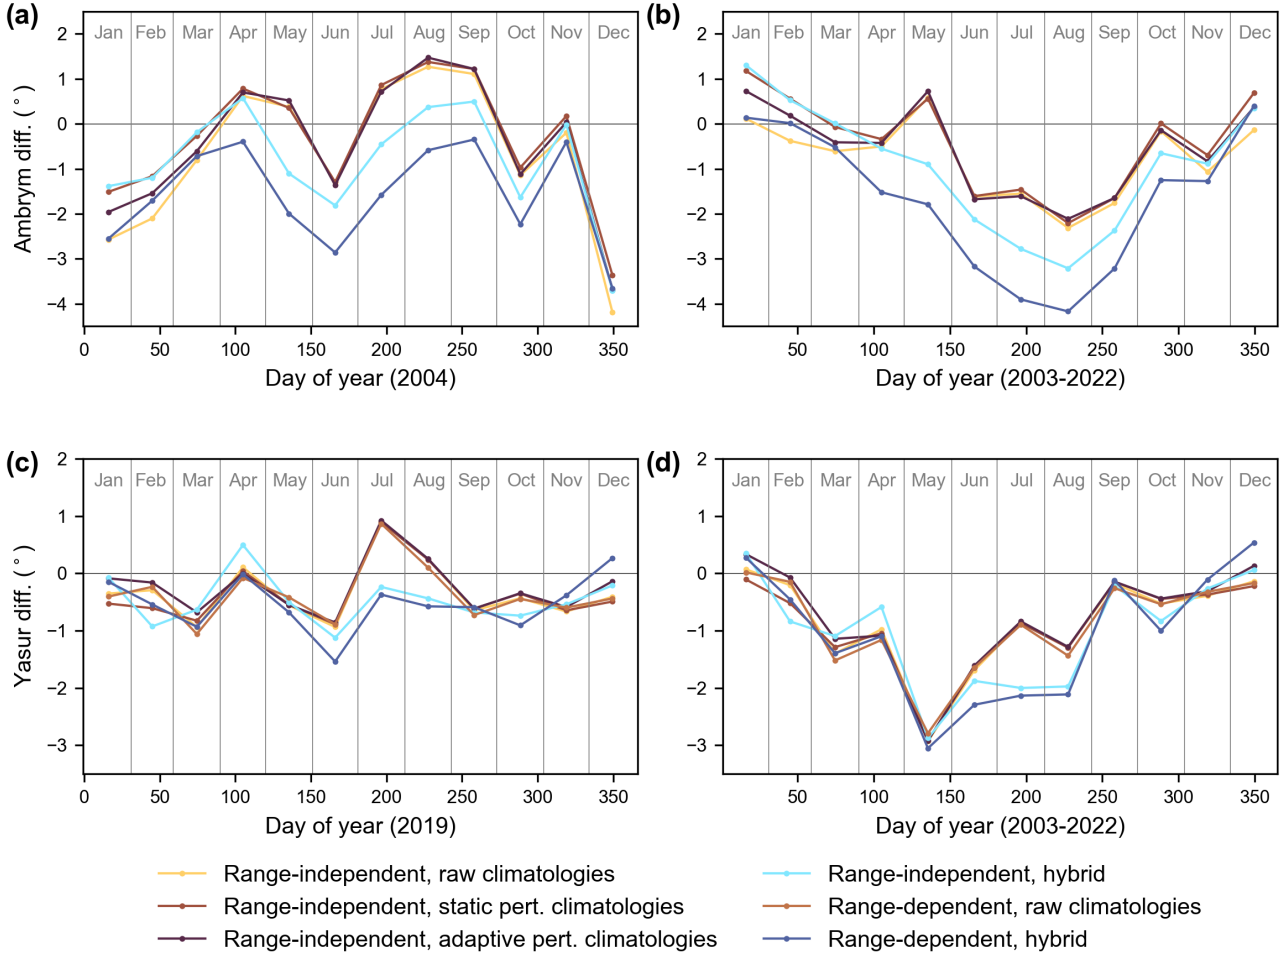 (a)
Jan Feb Mar Apr May Jun Jul Aug Sep Oct Nov Dec
2
1
0
−1
−2
−3
−4
Ambrym diff. ( ° )
0 50 100 150 200 250 300 350
Day of year (2004)
(b)
Jan Feb Mar Apr May Jun Jul Aug Sep Oct Nov Dec
2
1
0
−1
−2
−3
−4
50 100 150 200 250 300 350
Day of year (2003-2022)
(c)
2
Jan Feb Mar Apr May Jun Jul Aug Sep Oct Nov Dec
1
0
−1
−2
−3
Yasur diff. ( ° )
0 50 100 150 200 250 300 350
Day of year (2019)
(d)
2
Jan Feb Mar Apr May Jun Jul Aug Sep Oct Nov Dec
1
0
−1
−2
−3
50 100 150 200 250 300 350
Day of year (2003-2022)
Range-independent, raw climatologies
Range-independent, static pert. climatologies
Range-independent, adaptive pert. climatologies
Range-independent, hybrid
Range-dependent, raw climatologies
Range-dependent, hybrid